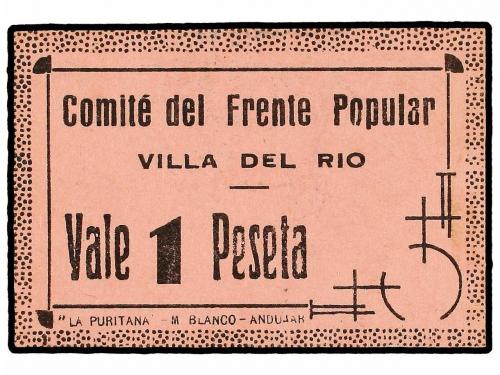 Comité del Frente Popular
VILLA DEL RIO
Vale 1 Peseta
"LA PURITANA" - M BLANCO - ANDUJAR